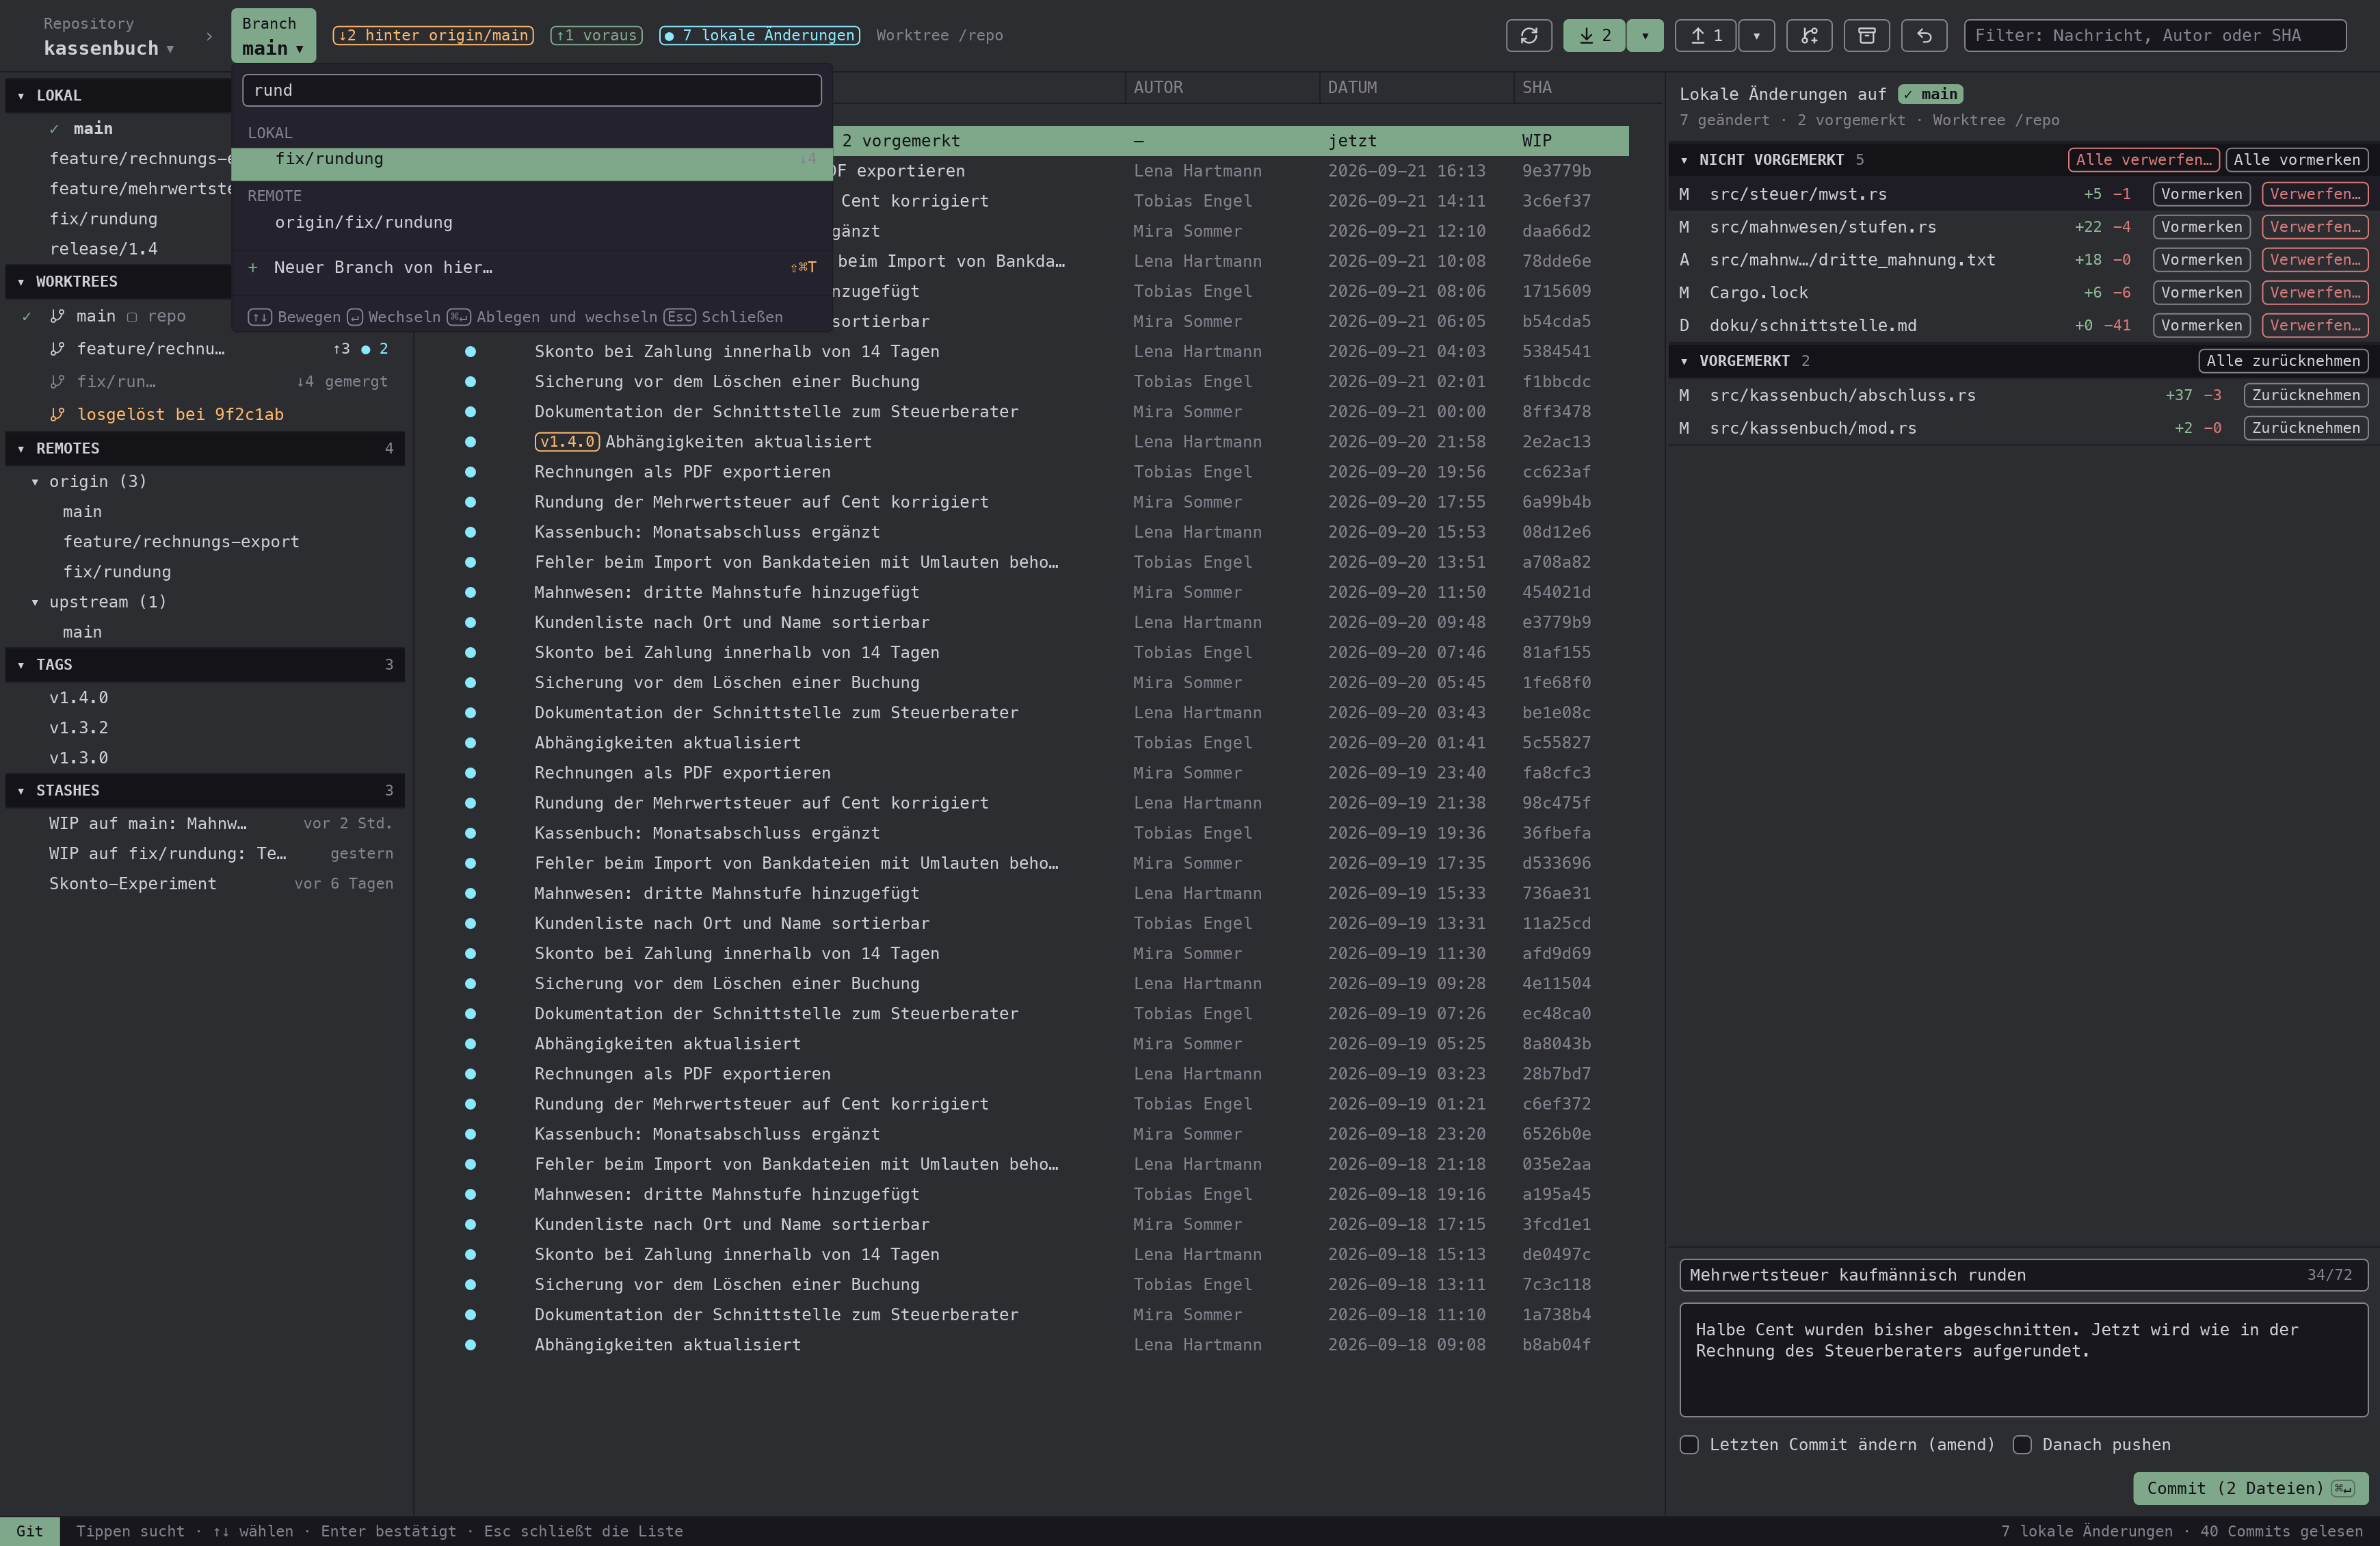 Repository
kassenbuch ▾
›
Branch
main ▾
↓2 hinter origin/main
↑1 voraus
● 7 lokale Änderungen
Worktree /repo
2 ▾
1 ▾
Filter: Nachricht, Autor oder SHA
▾ LOKAL
✓ main
feature/rechnungs-e
feature/mehrwertste
fix/rundung
release/1.4
▾ WORKTREES
✓ main ▢ repo
feature/rechnu… ↑3 ● 2
fix/run… ↓4 gemergt
losgelöst bei 9f2c1ab
▾ REMOTES 4
▾ origin (3)
main
feature/rechnungs-export
fix/rundung
▾ upstream (1)
main
▾ TAGS 3
v1.4.0
v1.3.2
v1.3.0
▾ STASHES 3
WIP auf main: Mahnw… vor 2 Std.
WIP auf fix/rundung: Te… gestern
Skonto-Experiment vor 6 Tagen
rund
LOKAL
fix/rundung ↓4
REMOTE
origin/fix/rundung
+ Neuer Branch von hier… ⇧⌘T
↑↓ Bewegen ↵ Wechseln ⌘↵ Ablegen und wechseln Esc Schließen
AUTOR DATUM SHA
2 vorgemerkt — jetzt WIP
DF exportieren Lena Hartmann 2026-09-21 16:13 9e3779b
Cent korrigiert Tobias Engel 2026-09-21 14:11 3c6ef37
gänzt Mira Sommer 2026-09-21 12:10 daa66d2
beim Import von Bankda… Lena Hartmann 2026-09-21 10:08 78dde6e
nzugefügt Tobias Engel 2026-09-21 08:06 1715609
sortierbar Mira Sommer 2026-09-21 06:05 b54cda5
Skonto bei Zahlung innerhalb von 14 Tagen Lena Hartmann 2026-09-21 04:03 5384541
Sicherung vor dem Löschen einer Buchung Tobias Engel 2026-09-21 02:01 f1bbcdc
Dokumentation der Schnittstelle zum Steuerberater Mira Sommer 2026-09-21 00:00 8ff3478
v1.4.0 Abhängigkeiten aktualisiert Lena Hartmann 2026-09-20 21:58 2e2ac13
Rechnungen als PDF exportieren Tobias Engel 2026-09-20 19:56 cc623af
Rundung der Mehrwertsteuer auf Cent korrigiert Mira Sommer 2026-09-20 17:55 6a99b4b
Kassenbuch: Monatsabschluss ergänzt Lena Hartmann 2026-09-20 15:53 08d12e6
Fehler beim Import von Bankdateien mit Umlauten beho… Tobias Engel 2026-09-20 13:51 a708a82
Mahnwesen: dritte Mahnstufe hinzugefügt Mira Sommer 2026-09-20 11:50 454021d
Kundenliste nach Ort und Name sortierbar Lena Hartmann 2026-09-20 09:48 e3779b9
Skonto bei Zahlung innerhalb von 14 Tagen Tobias Engel 2026-09-20 07:46 81af155
Sicherung vor dem Löschen einer Buchung Mira Sommer 2026-09-20 05:45 1fe68f0
Dokumentation der Schnittstelle zum Steuerberater Lena Hartmann 2026-09-20 03:43 be1e08c
Abhängigkeiten aktualisiert Tobias Engel 2026-09-20 01:41 5c55827
Rechnungen als PDF exportieren Mira Sommer 2026-09-19 23:40 fa8cfc3
Rundung der Mehrwertsteuer auf Cent korrigiert Lena Hartmann 2026-09-19 21:38 98c475f
Kassenbuch: Monatsabschluss ergänzt Tobias Engel 2026-09-19 19:36 36fbefa
Fehler beim Import von Bankdateien mit Umlauten beho… Mira Sommer 2026-09-19 17:35 d533696
Mahnwesen: dritte Mahnstufe hinzugefügt Lena Hartmann 2026-09-19 15:33 736ae31
Kundenliste nach Ort und Name sortierbar Tobias Engel 2026-09-19 13:31 11a25cd
Skonto bei Zahlung innerhalb von 14 Tagen Mira Sommer 2026-09-19 11:30 afd9d69
Sicherung vor dem Löschen einer Buchung Lena Hartmann 2026-09-19 09:28 4e11504
Dokumentation der Schnittstelle zum Steuerberater Tobias Engel 2026-09-19 07:26 ec48ca0
Abhängigkeiten aktualisiert Mira Sommer 2026-09-19 05:25 8a8043b
Rechnungen als PDF exportieren Lena Hartmann 2026-09-19 03:23 28b7bd7
Rundung der Mehrwertsteuer auf Cent korrigiert Tobias Engel 2026-09-19 01:21 c6ef372
Kassenbuch: Monatsabschluss ergänzt Mira Sommer 2026-09-18 23:20 6526b0e
Fehler beim Import von Bankdateien mit Umlauten beho… Lena Hartmann 2026-09-18 21:18 035e2aa
Mahnwesen: dritte Mahnstufe hinzugefügt Tobias Engel 2026-09-18 19:16 a195a45
Kundenliste nach Ort und Name sortierbar Mira Sommer 2026-09-18 17:15 3fcd1e1
Skonto bei Zahlung innerhalb von 14 Tagen Lena Hartmann 2026-09-18 15:13 de0497c
Sicherung vor dem Löschen einer Buchung Tobias Engel 2026-09-18 13:11 7c3c118
Dokumentation der Schnittstelle zum Steuerberater Mira Sommer 2026-09-18 11:10 1a738b4
Abhängigkeiten aktualisiert Lena Hartmann 2026-09-18 09:08 b8ab04f
Lokale Änderungen auf ✓ main
7 geändert · 2 vorgemerkt · Worktree /repo
▾ NICHT VORGEMERKT 5 Alle verwerfen… Alle vormerken
M src/steuer/mwst.rs +5 −1 Vormerken Verwerfen…
M src/mahnwesen/stufen.rs +22 −4 Vormerken Verwerfen…
A src/mahnw…/dritte_mahnung.txt +18 −0 Vormerken Verwerfen…
M Cargo.lock +6 −6 Vormerken Verwerfen…
D doku/schnittstelle.md +0 −41 Vormerken Verwerfen…
▾ VORGEMERKT 2 Alle zurücknehmen
M src/kassenbuch/abschluss.rs +37 −3 Zurücknehmen
M src/kassenbuch/mod.rs +2 −0 Zurücknehmen
Mehrwertsteuer kaufmännisch runden 34/72
Halbe Cent wurden bisher abgeschnitten. Jetzt wird wie in der
Rechnung des Steuerberaters aufgerundet.
Letzten Commit ändern (amend) Danach pushen
Commit (2 Dateien) ⌘↵
Git Tippen sucht · ↑↓ wählen · Enter bestätigt · Esc schließt die Liste
7 lokale Änderungen · 40 Commits gelesen